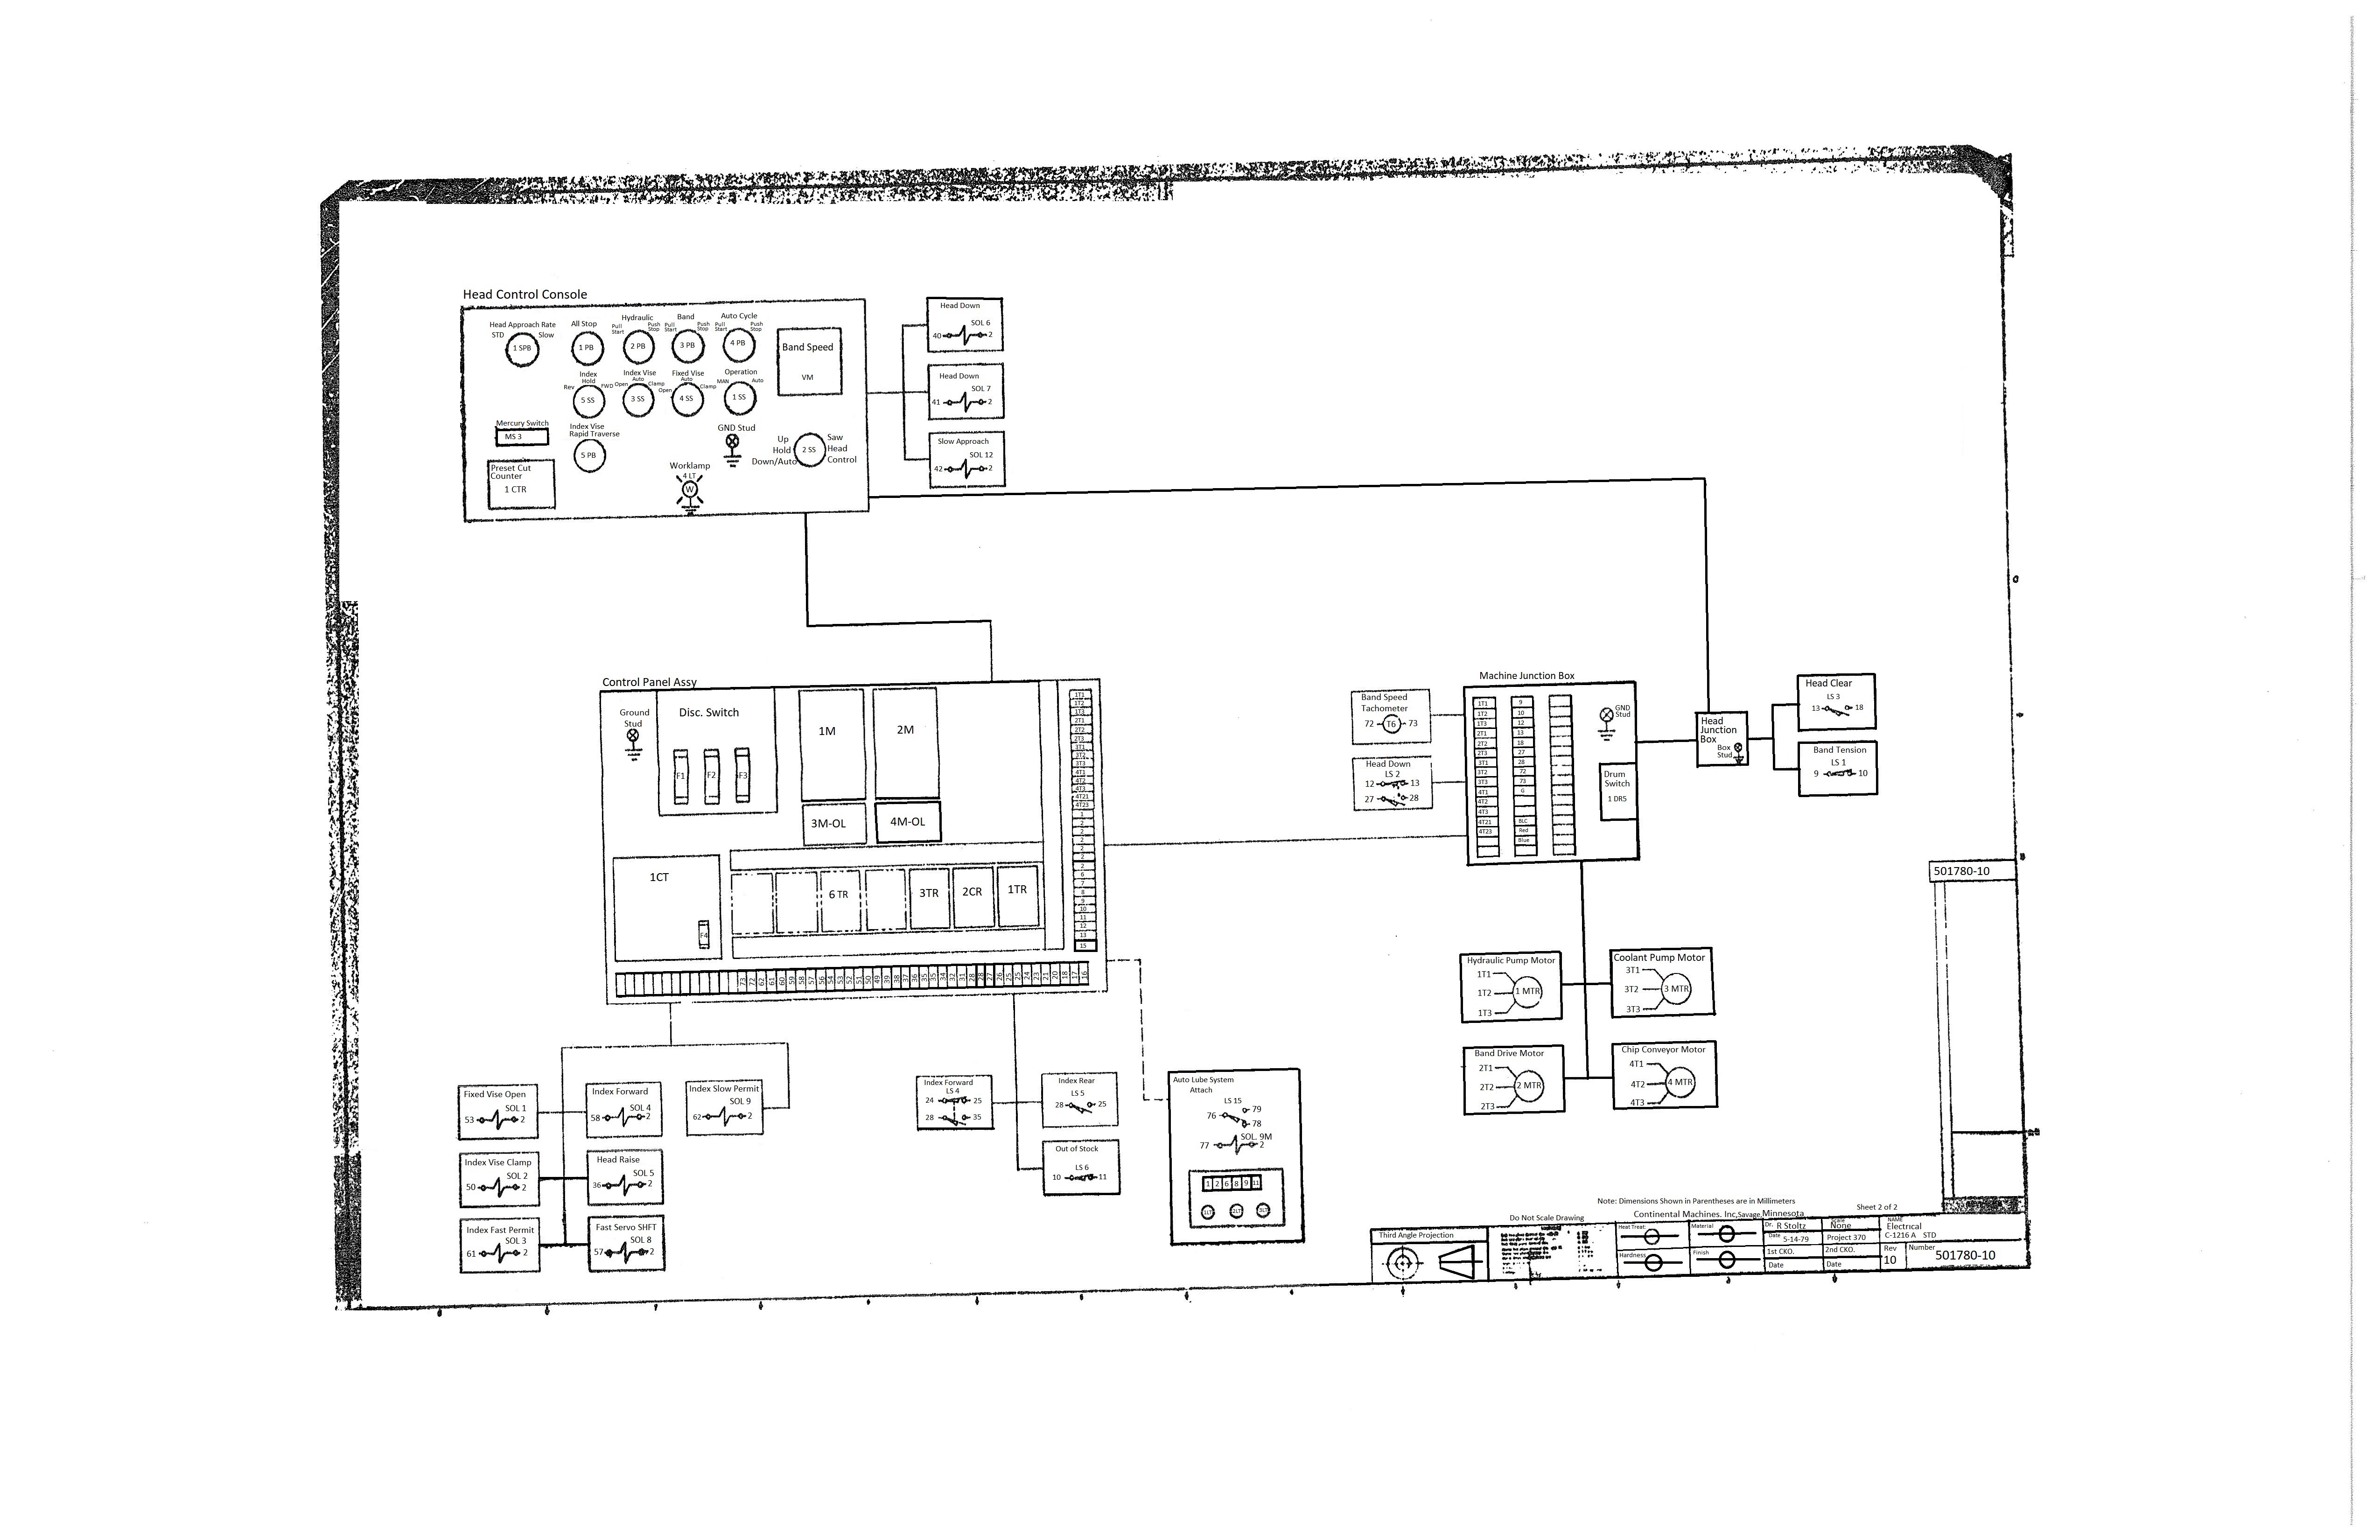 Head Control Console
Head Approach Rate
STD
Slow
1 SPB
All Stop
1 PB
Hydraulic
Pull Start
Push Stop
2 PB
Band
Pull Start
Push Stop
3 PB
Auto Cycle
Pull Start
Push Stop
4 PB
Band Speed
VM
Index
Hold
Rev
FWD
5 SS
Index Vise
Auto
Open
Clamp
3 SS
Fixed Vise
Auto
Open
Clamp
4 SS
Operation
MAN
Auto
1 SS
Mercury Switch
MS 3
Index Vise
Rapid Traverse
5 PB
GND Stud
Up
Hold
Down/Auto
2 SS
Saw
Head
Control
Worklamp
4 LT
W
Preset Cut
Counter
1 CTR
Head Down
SOL 6
40
2
Head Down
SOL 7
41
2
Slow Approach
SOL 12
42
2
Control Panel Assy
Ground
Stud
Disc. Switch
F1
F2
F3
1M
2M
3M-OL
4M-OL
1CT
F4
6 TR
3TR
2CR
1TR
1T1
1T2
1T3
2T1
2T2
2T3
3T1
3T2
3T3
4T1
4T2
4T3
4T21
4T23
1
2
2
2
2
2
2
6
7
8
9
10
11
12
13
15
73 72 62 61 60 59 58 57 56 54 53 52 51 50 49 39 38 37 36 35 35 34 32 31 28 28 27 26 25 25 24 23 21 20 18 17 16
Band Speed
Tachometer
72
T6
73
Head Down
LS 2
12
13
27
28
Machine Junction Box
1T1
1T2
1T3
2T1
2T2
2T3
3T1
3T2
3T3
4T1
4T2
4T3
4T21
4T23
9
10
12
13
18
27
28
72
73
G
BLC
Red
Blue
GND
Stud
Drum
Switch
1 DR5
Head
Junction
Box
Box
Stud
Head Clear
LS 3
13
18
Band Tension
LS 1
9
10
501780-10
Hydraulic Pump Motor
1T1
1T2
1 MTR
1T3
Coolant Pump Motor
3T1
3T2
3 MTR
3T3
Band Drive Motor
2T1
2T2
2 MTR
2T3
Chip Conveyor Motor
4T1
4T2
4 MTR
4T3
Fixed Vise Open
SOL 1
53
2
Index Forward
SOL 4
58
2
Index Slow Permit
SOL 9
62
2
Index Vise Clamp
SOL 2
50
2
Head Raise
SOL 5
36
2
Index Fast Permit
SOL 3
61
2
Fast Servo SHFT
SOL 8
57
2
Index Forward
LS 4
24
25
28
35
Index Rear
LS 5
28
25
Out of Stock
LS 6
10
11
Auto Lube System
Attach
LS 15
76
79
78
SOL. 9M
77
2
1 2 6 8 9 11
1LT
2LT
3LT
Note: Dimensions Shown in Parentheses are in Millimeters
Do Not Scale Drawing
Continental Machines. Inc,Savage,Minnesota
Sheet 2 of 2
Third Angle Projection
Heat Treat:
Material
Hardness
Finish
Dr. R Stoltz
Date 5-14-79
1st CKO.
Date
Scale
None
Project 370
2nd CKO.
Date
NAME
Electrical
C-1216 A STD
Rev
10
Number
501780-10